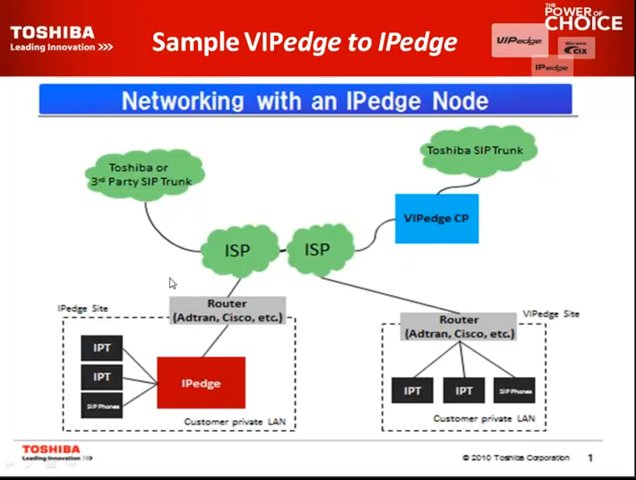 TOSHIBA
Leading Innovation >>>
Sample VIPedge to IPedge
THE POWER OF CHOICE
VIPedge
CIX
IPedge
Networking with an IPedge Node
Toshiba or
3rd Party SIP Trunk
Toshiba SIP Trunk
VIPedge CP
ISP
ISP
IPedge Site
Router
(Adtran, Cisco, etc.)
VIPedge Site
Router
(Adtran, Cisco, etc.)
IPT
IPT
SIP Phones
IPedge
Customer private LAN
IPT
IPT
SIP Phones
Customer private LAN
TOSHIBA
Leading Innovation >>>
© 2010 Toshiba Corporation
1